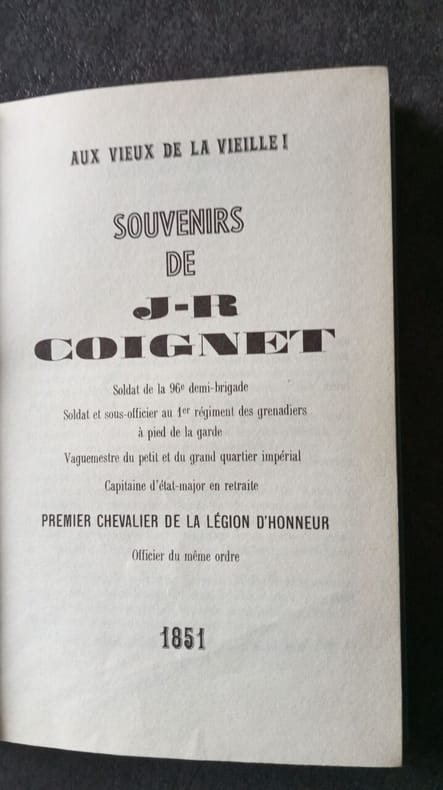 AUX VIEUX DE LA VIEILLE!
SOUVENIRS
DE
J-R
COIGNET
Soldat de la 96e demi-brigade
Soldat et sous-officier au 1er régiment des grenadiers
à pied de la garde
Vaguemestre du petit et du grand quartier impérial
Capitaine d'état-major en retraite
PREMIER CHEVALIER DE LA LÉGION D'HONNEUR
Officier du même ordre
1851